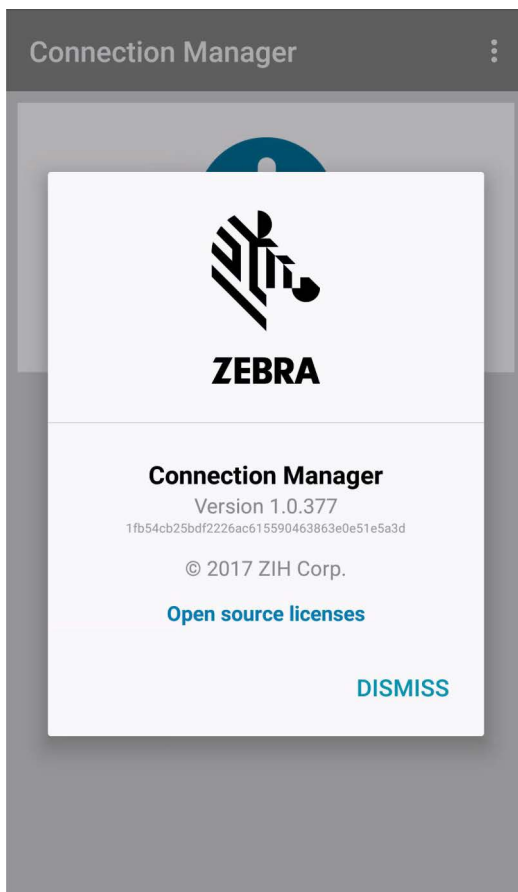 Connection Manager
ZEBRA
Connection Manager
Version 1.0.377
1fb54cb25bdf2226ac615590463863e0e51e5a3d
© 2017 ZIH Corp.
Open source licenses
DISMISS